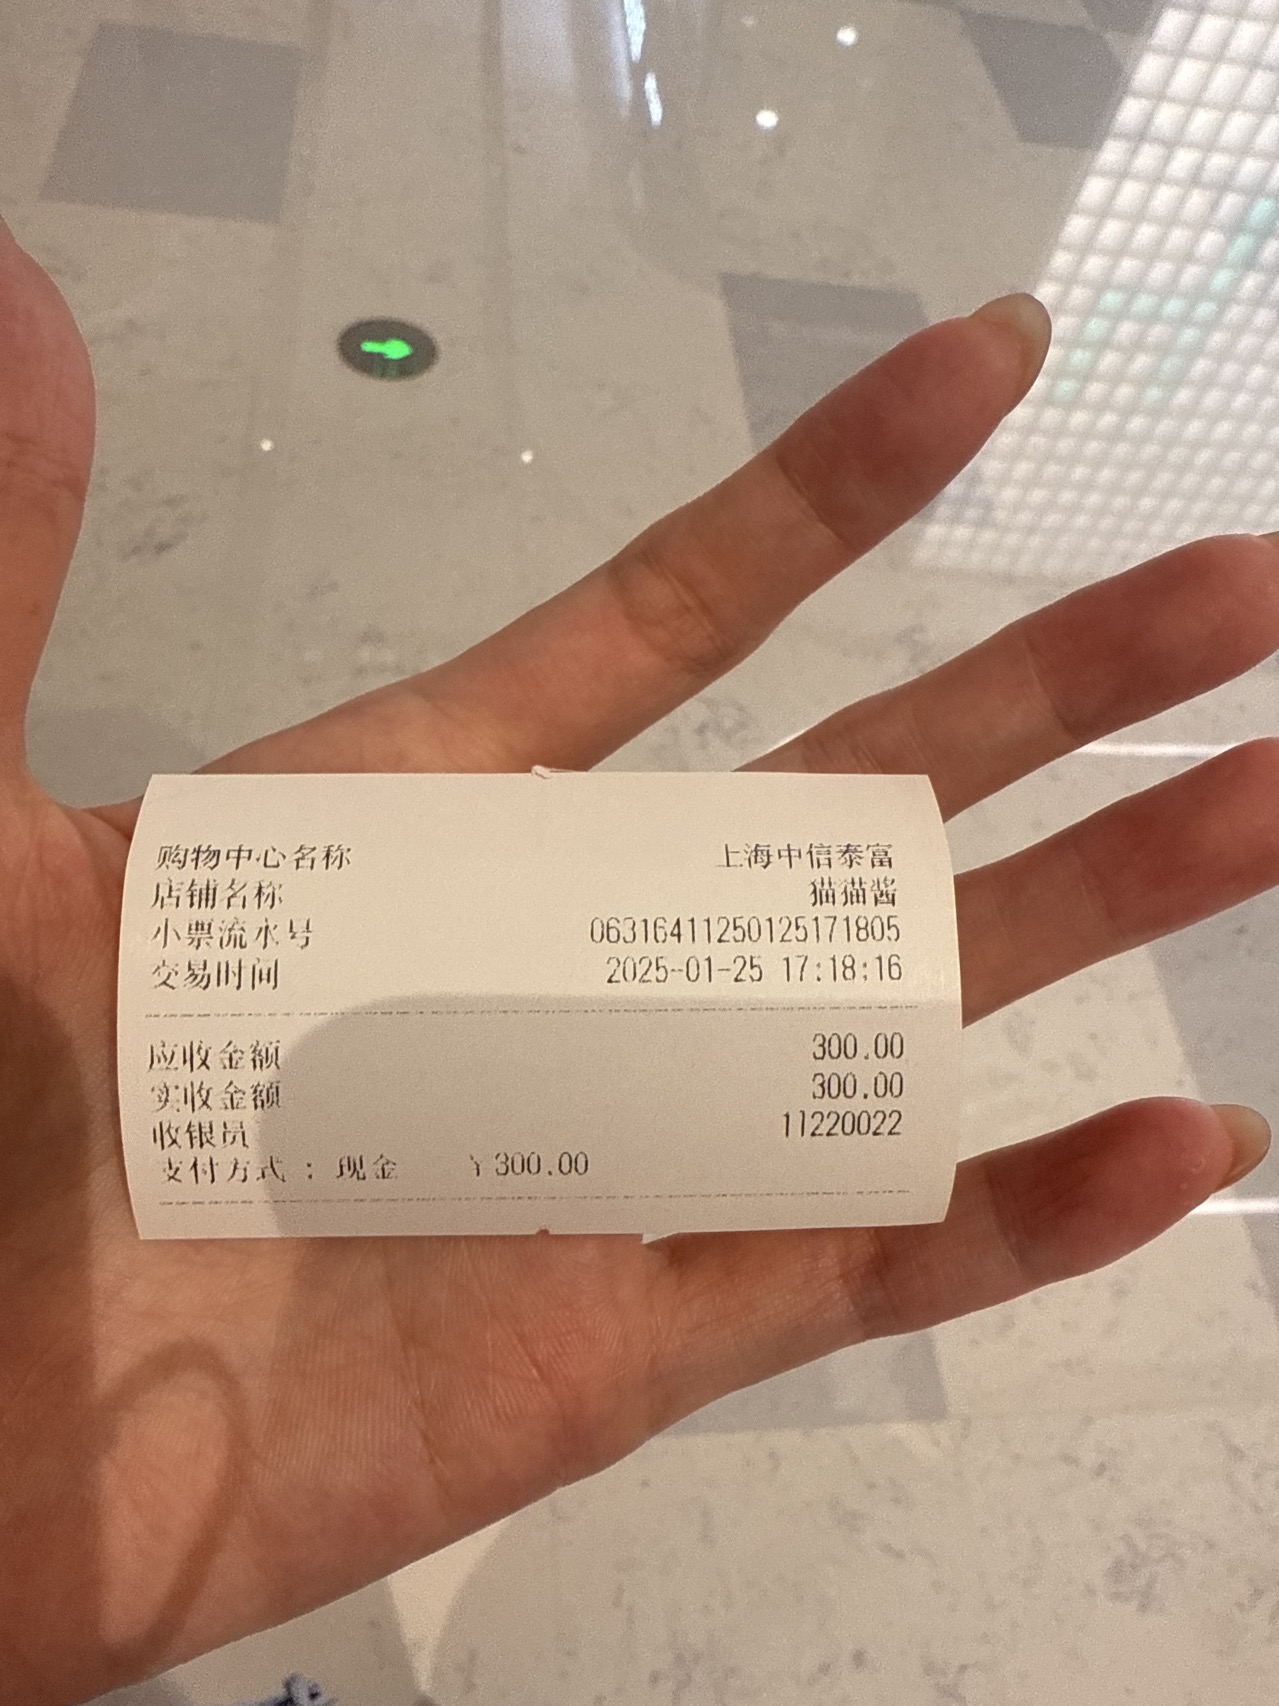 购物中心名称 上海中信泰富
店铺名称 猫猫酱
小票流水号 06316411250125171805
交易时间 2025-01-25 17:18:16
应收金额 300.00
实收金额 300.00
收银员 11220022
支付方式：现金 ¥300.00